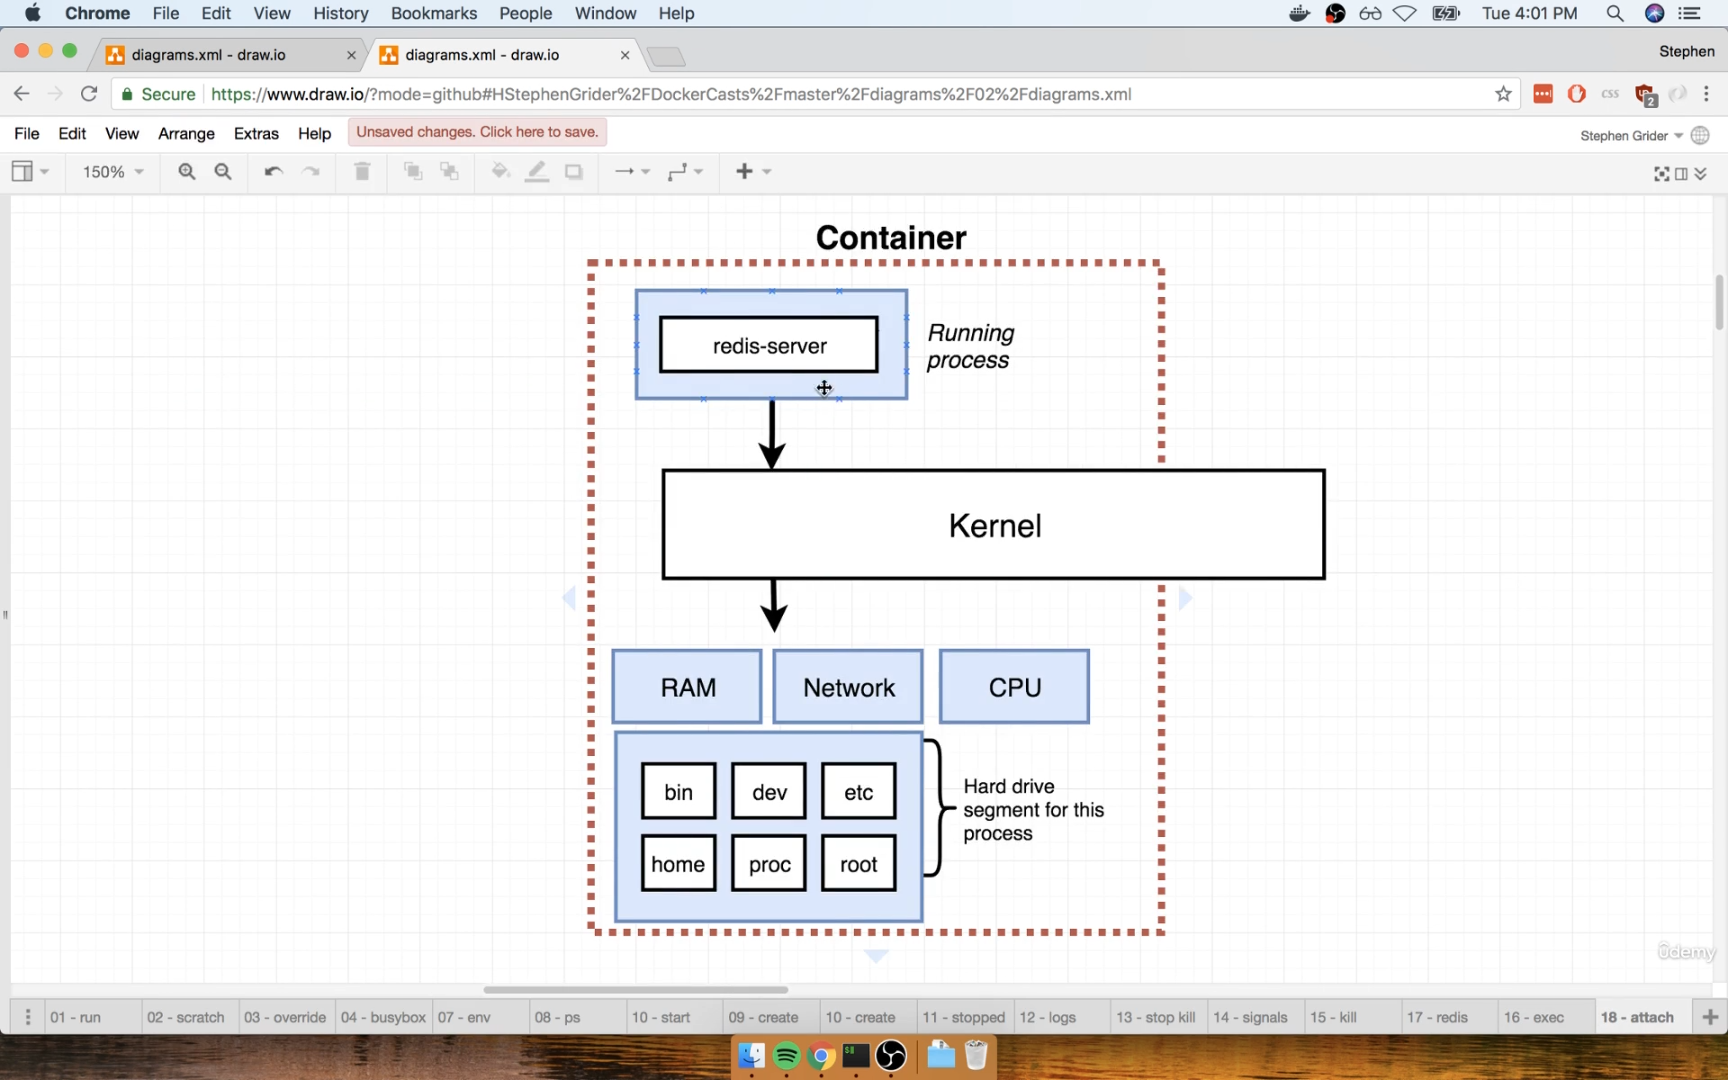 Chrome File Edit View History Bookmarks People Window Help Tue 4:01 PM
diagrams.xml - draw.io diagrams.xml - draw.io Stephen
Secure https://www.draw.io/?mode=github#HStephenGrider%2FDockerCasts%2Fmaster%2Fdiagrams%2F02%2Fdiagrams.xml css 2
File Edit View Arrange Extras Help Unsaved changes. Click here to save. Stephen Grider
150%
Container
redis-server
Running
process
Kernel
RAM Network CPU
bin dev etc
home proc root
Hard drive
segment for this
process
ûdemy
01 - run 02 - scratch 03 - override 04 - busybox 07 - env 08 - ps 10 - start 09 - create 10 - create 11 - stopped 12 - logs 13 - stop kill 14 - signals 15 - kill 17 - redis 16 - exec 18 - attach